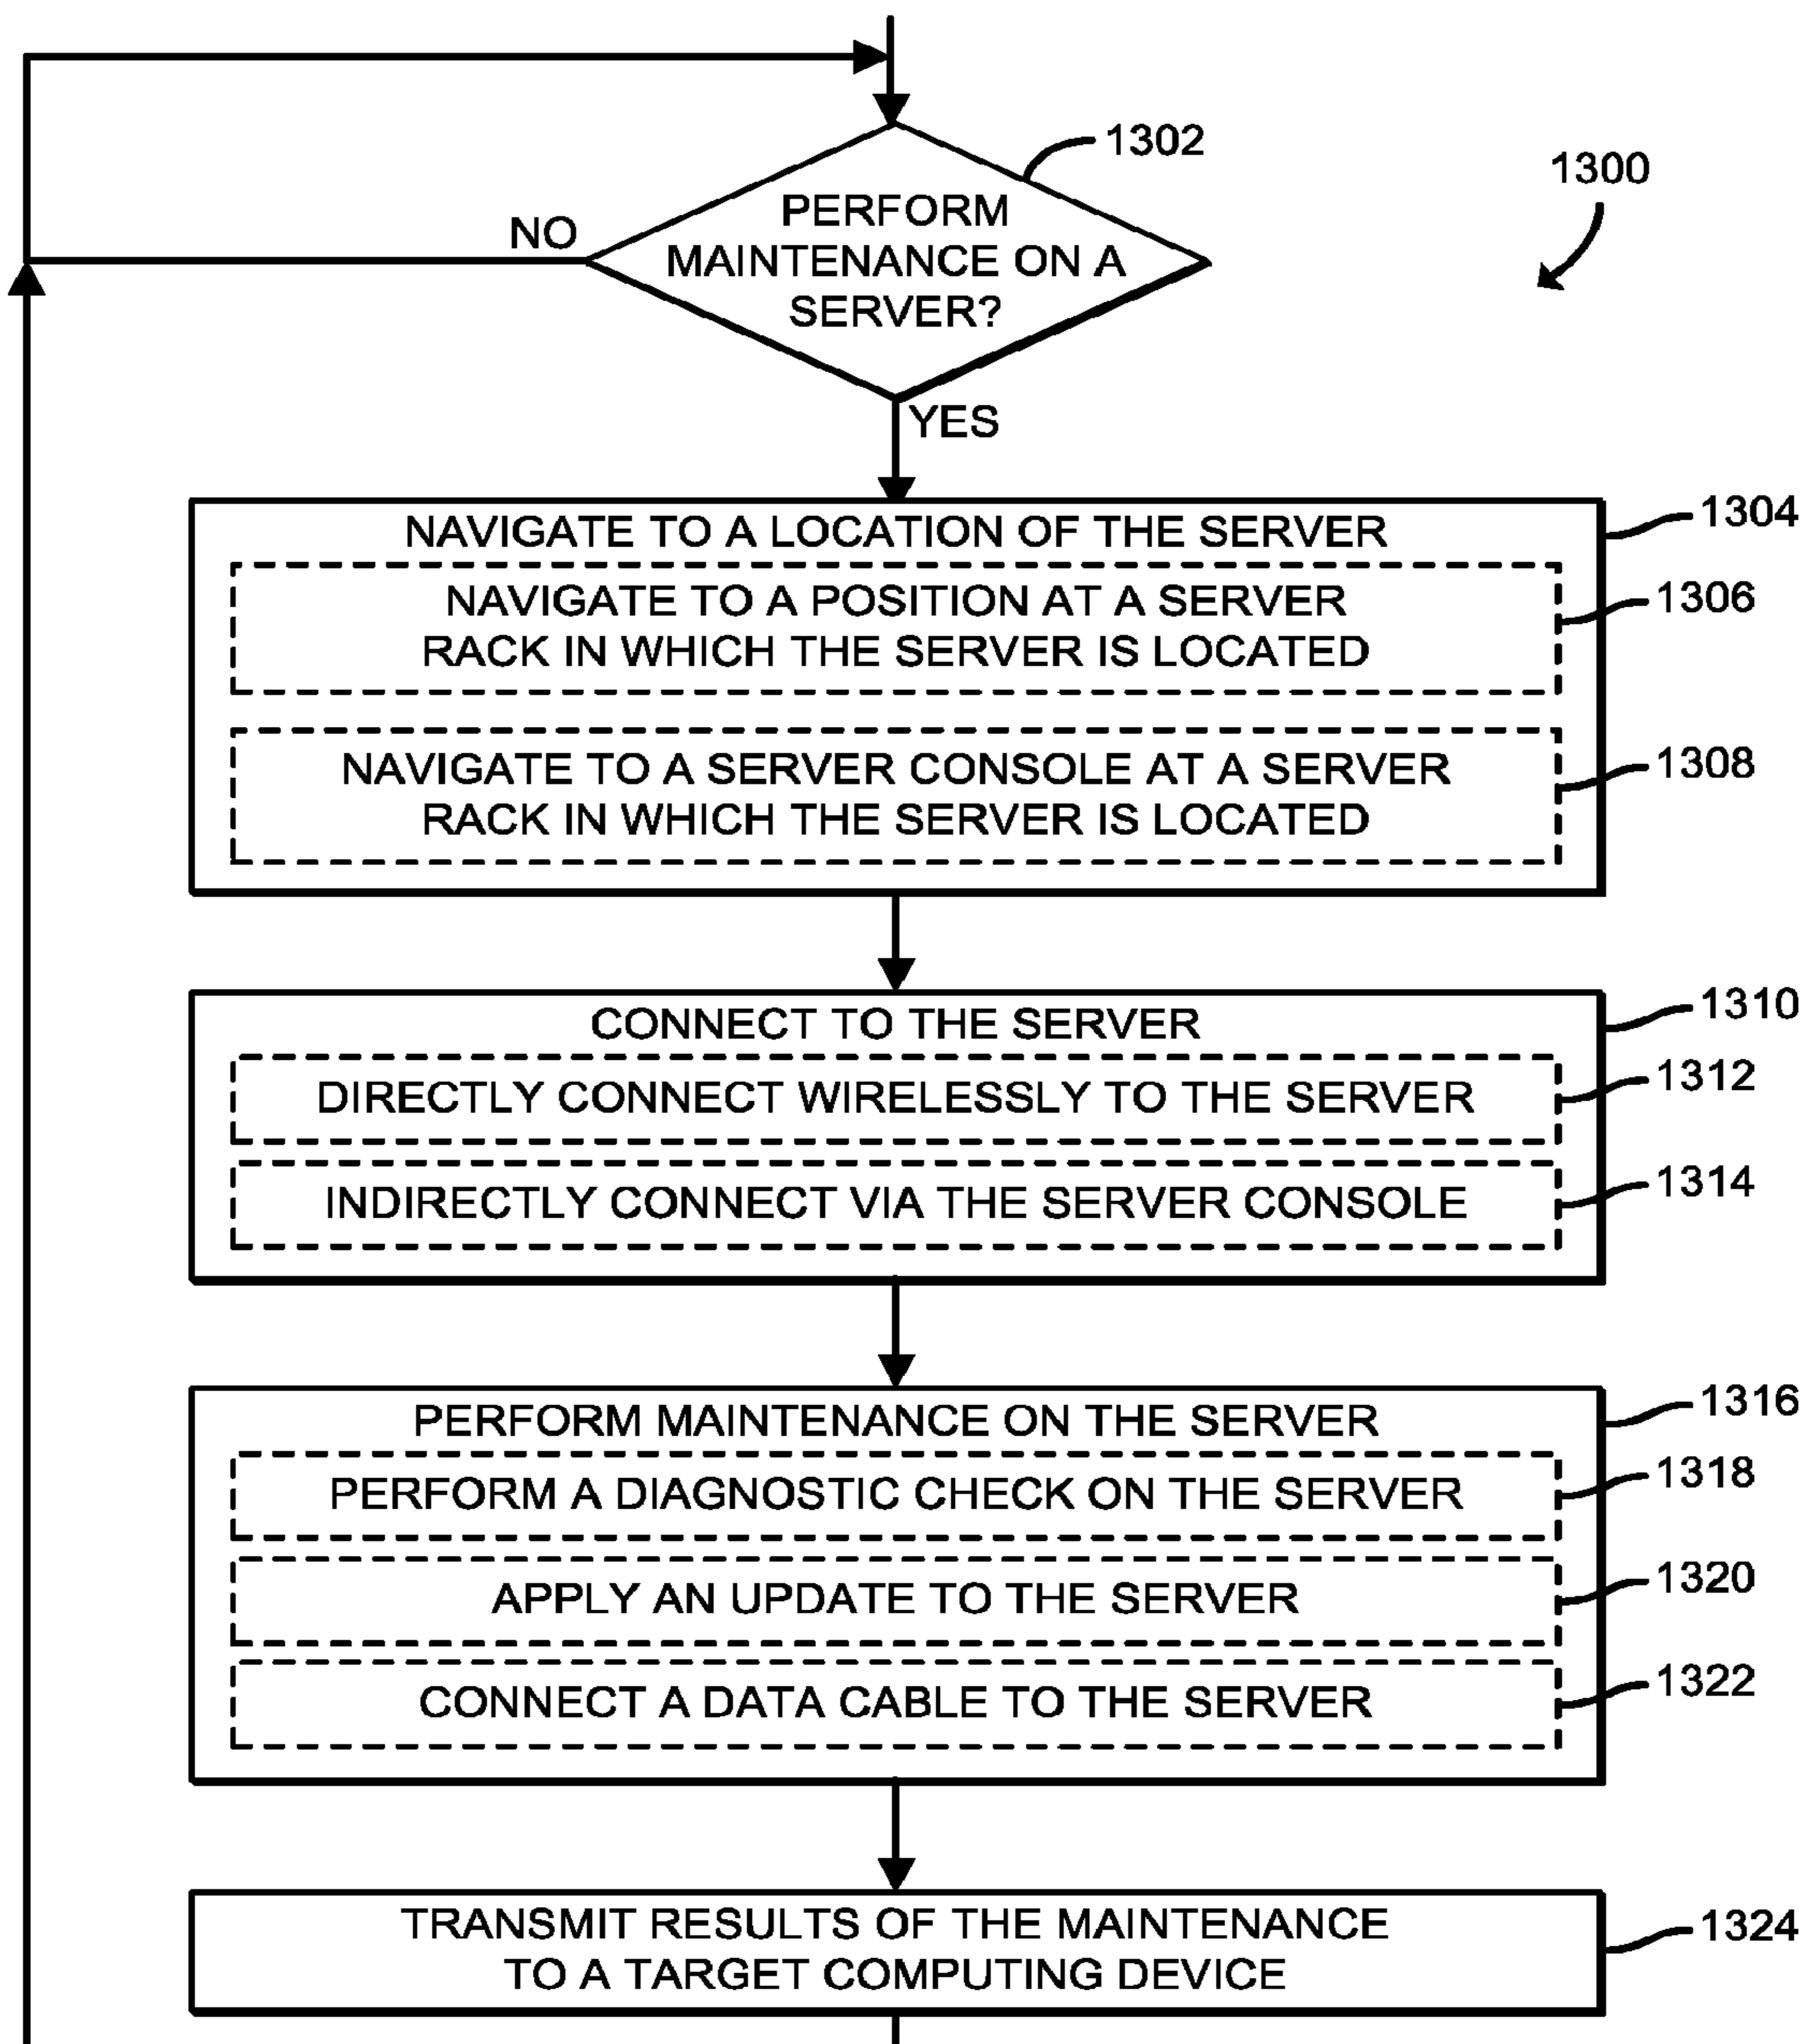 1302
1300
PERFORM
MAINTENANCE ON A
SERVER?
NO
YES
1304
NAVIGATE TO A LOCATION OF THE SERVER
NAVIGATE TO A POSITION AT A SERVER
RACK IN WHICH THE SERVER IS LOCATED
1306
NAVIGATE TO A SERVER CONSOLE AT A SERVER
RACK IN WHICH THE SERVER IS LOCATED
1308
CONNECT TO THE SERVER
1310
DIRECTLY CONNECT WIRELESSLY TO THE SERVER
1312
INDIRECTLY CONNECT VIA THE SERVER CONSOLE
1314
PERFORM MAINTENANCE ON THE SERVER
1316
PERFORM A DIAGNOSTIC CHECK ON THE SERVER
1318
APPLY AN UPDATE TO THE SERVER
1320
CONNECT A DATA CABLE TO THE SERVER
1322
TRANSMIT RESULTS OF THE MAINTENANCE
TO A TARGET COMPUTING DEVICE
1324